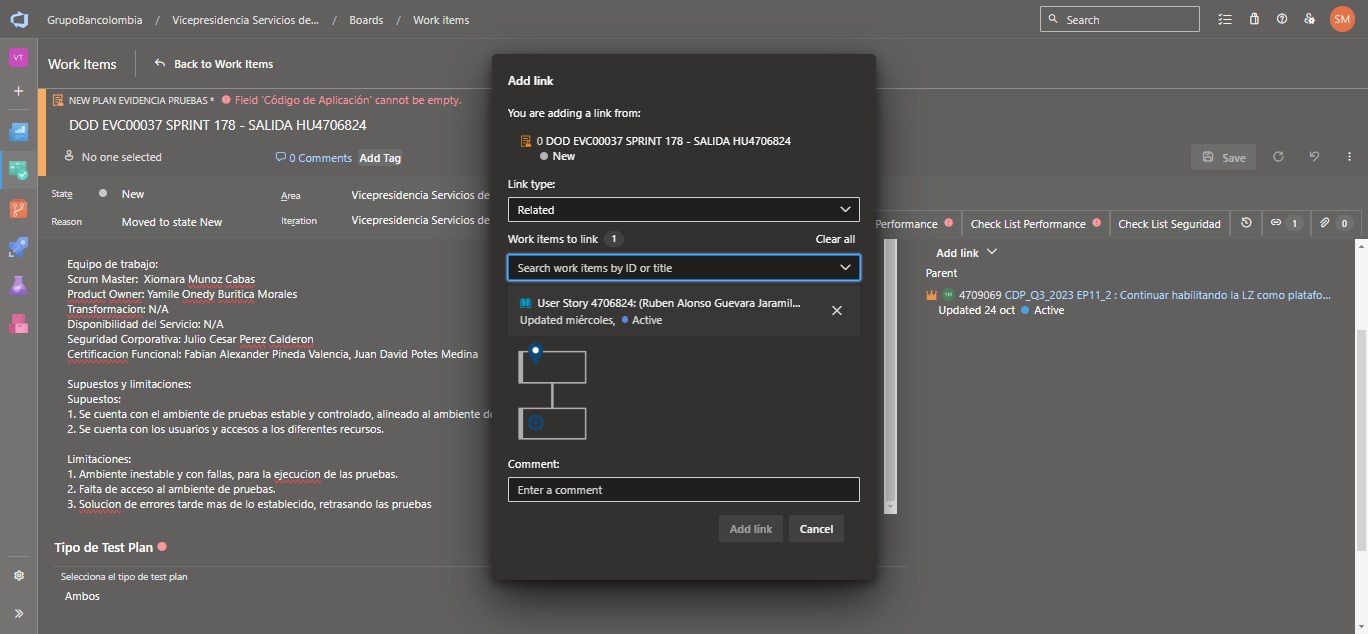 GrupoBancolombia / Vicepresidencia Servicios de... / Boards / Work items
Search
SM
VT
Work Items
Back to Work Items
NEW PLAN EVIDENCIA PRUEBAS * Field 'Código de Aplicación' cannot be empty.
DOD EVC00037 SPRINT 178 - SALIDA HU4706824
No one selected
0 Comments
Add Tag
Save
State
New
Area
Vicepresidencia Servicios de
Reason
Moved to state New
Iteration
Vicepresidencia Servicios de
Performance
Check List Performance
Check List Seguridad
1
0
Equipo de trabajo:
Scrum Master: Xiomara Munoz Cabas
Product Owner: Yamile Onedy Buritica Morales
Transformacion: N/A
Disponibilidad del Servicio: N/A
Seguridad Corporativa: Julio Cesar Perez Calderon
Certificacion Funcional: Fabian Alexander Pineda Valencia, Juan David Potes Medina
Supuestos y limitaciones:
Supuestos:
1. Se cuenta con el ambiente de pruebas estable y controlado, alineado al ambiente de
2. Se cuenta con los usuarios y accesos a los diferentes recursos.
Limitaciones:
1. Ambiente inestable y con fallas, para la ejecucion de las pruebas.
2. Falta de acceso al ambiente de pruebas.
3. Solucion de errores tarde mas de lo establecido, retrasando las pruebas
Tipo de Test Plan
Selecciona el tipo de test plan
Ambos
Add link
You are adding a link from:
0 DOD EVC00037 SPRINT 178 - SALIDA HU4706824
New
Link type:
Related
Work items to link 1
Clear all
Search work items by ID or title
User Story 4706824: (Ruben Alonso Guevara Jaramil...
Updated miércoles, Active
Comment:
Enter a comment
Add link
Cancel
Add link
Parent
4709069 CDP_Q3_2023 EP11_2 : Continuar habilitando la LZ como platafo...
Updated 24 oct Active